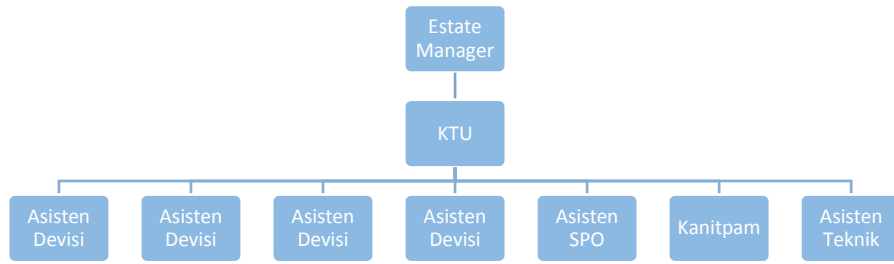 Estate
Manager
KTU
Asisten
Devisi
Asisten
Devisi
Asisten
Devisi
Asisten
Devisi
Asisten
SPO
Kanitpam
Asisten
Teknik